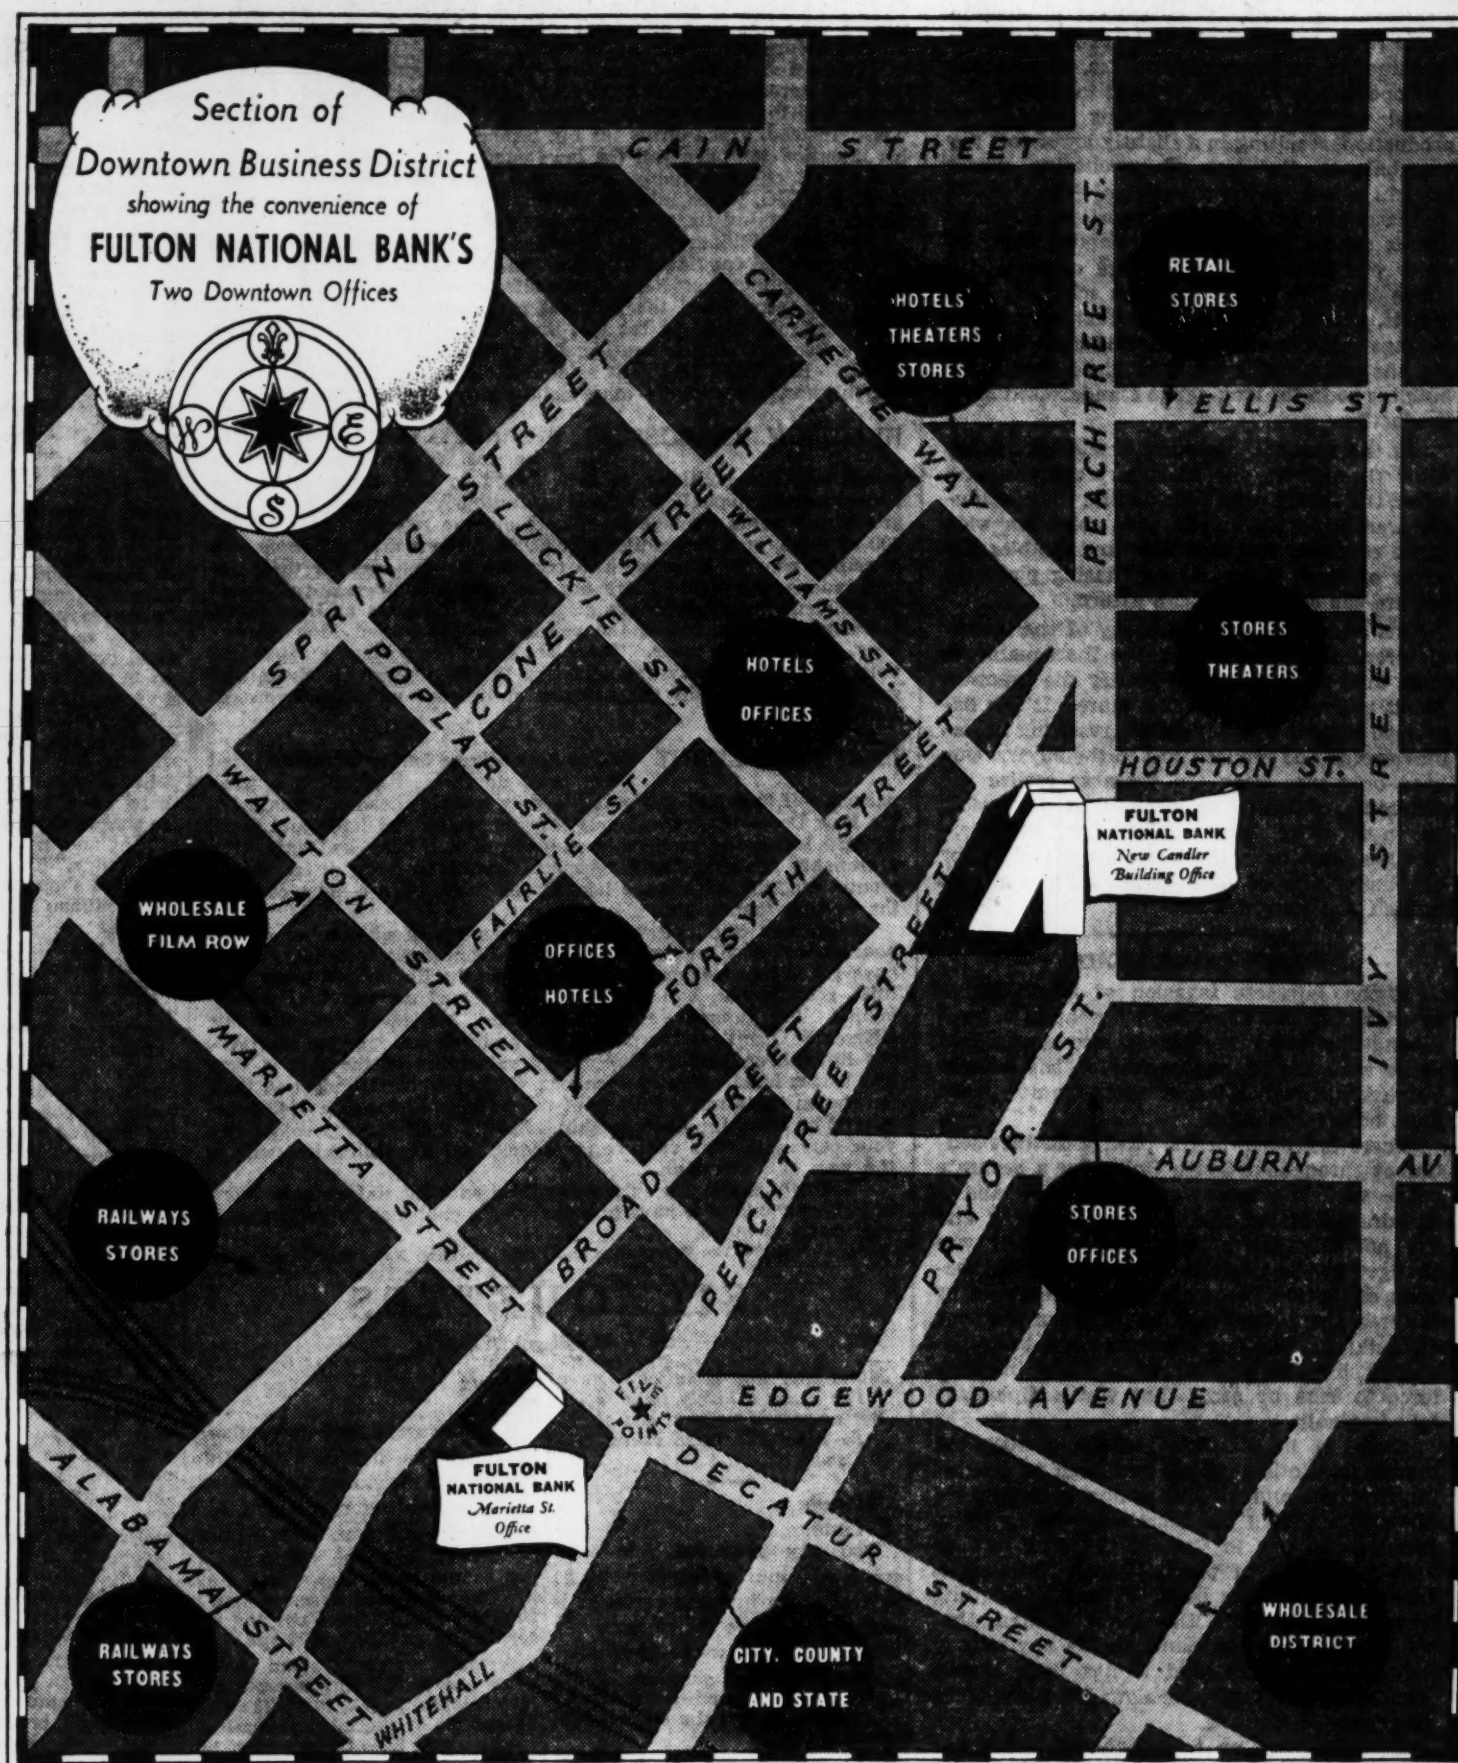 Section of
Downtown Business District
showing the convenience of
FULTON NATIONAL BANK'S
Two Downtown Offices
W
E
S
CAIN STREET
PEACHTREE ST.
CARNEGIE WAY
HOTELS
THEATERS
STORES
RETAIL
STORES
ELLIS ST.
SPRING STREET
LUCKIE ST.
CONE STREET
WILLIAMS ST.
POPLAR ST.
HOTELS
OFFICES
STORES
THEATERS
HOUSTON ST.
IVY STREET
FULTON
NATIONAL BANK
New Candler
Building Office
WALTON STREET
FAIRLIE ST.
FORSYTH STREET
WHOLESALE
FILM ROW
OFFICES
HOTELS
MARIETTA STREET
BROAD STREET
PEACHTREE STREET
PRYOR ST.
AUBURN AV
RAILWAYS
STORES
STORES
OFFICES
FIVE
POINTS
EDGEWOOD AVENUE
DECATUR STREET
FULTON
NATIONAL BANK
Marietta St.
Office
ALABAMA STREET
WHITEHALL
RAILWAYS
STORES
CITY, COUNTY
AND STATE
WHOLESALE
DISTRICT